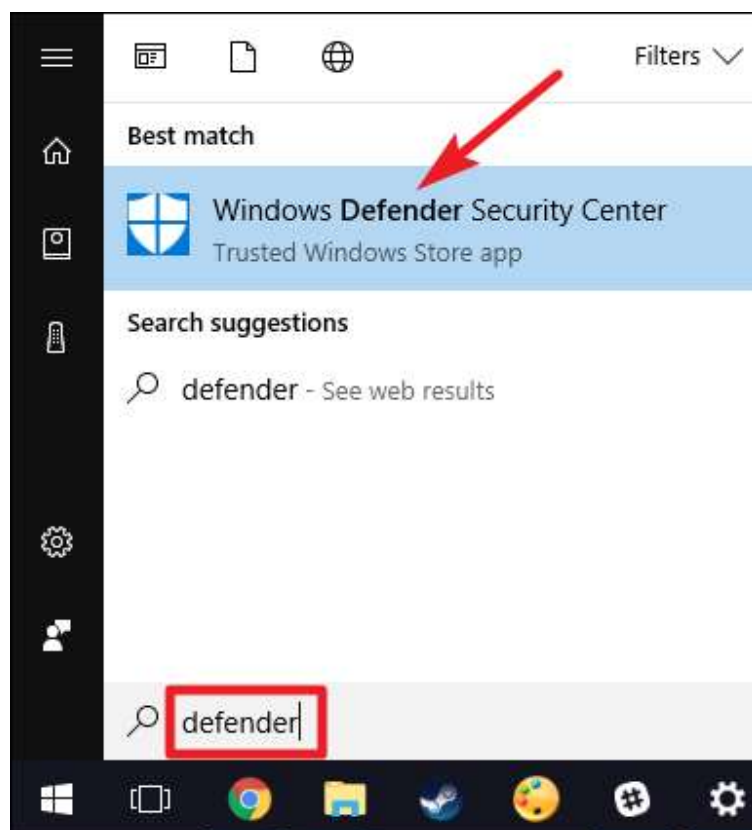 Filters
Best match
Windows Defender Security Center
Trusted Windows Store app
Search suggestions
defender - See web results
defender